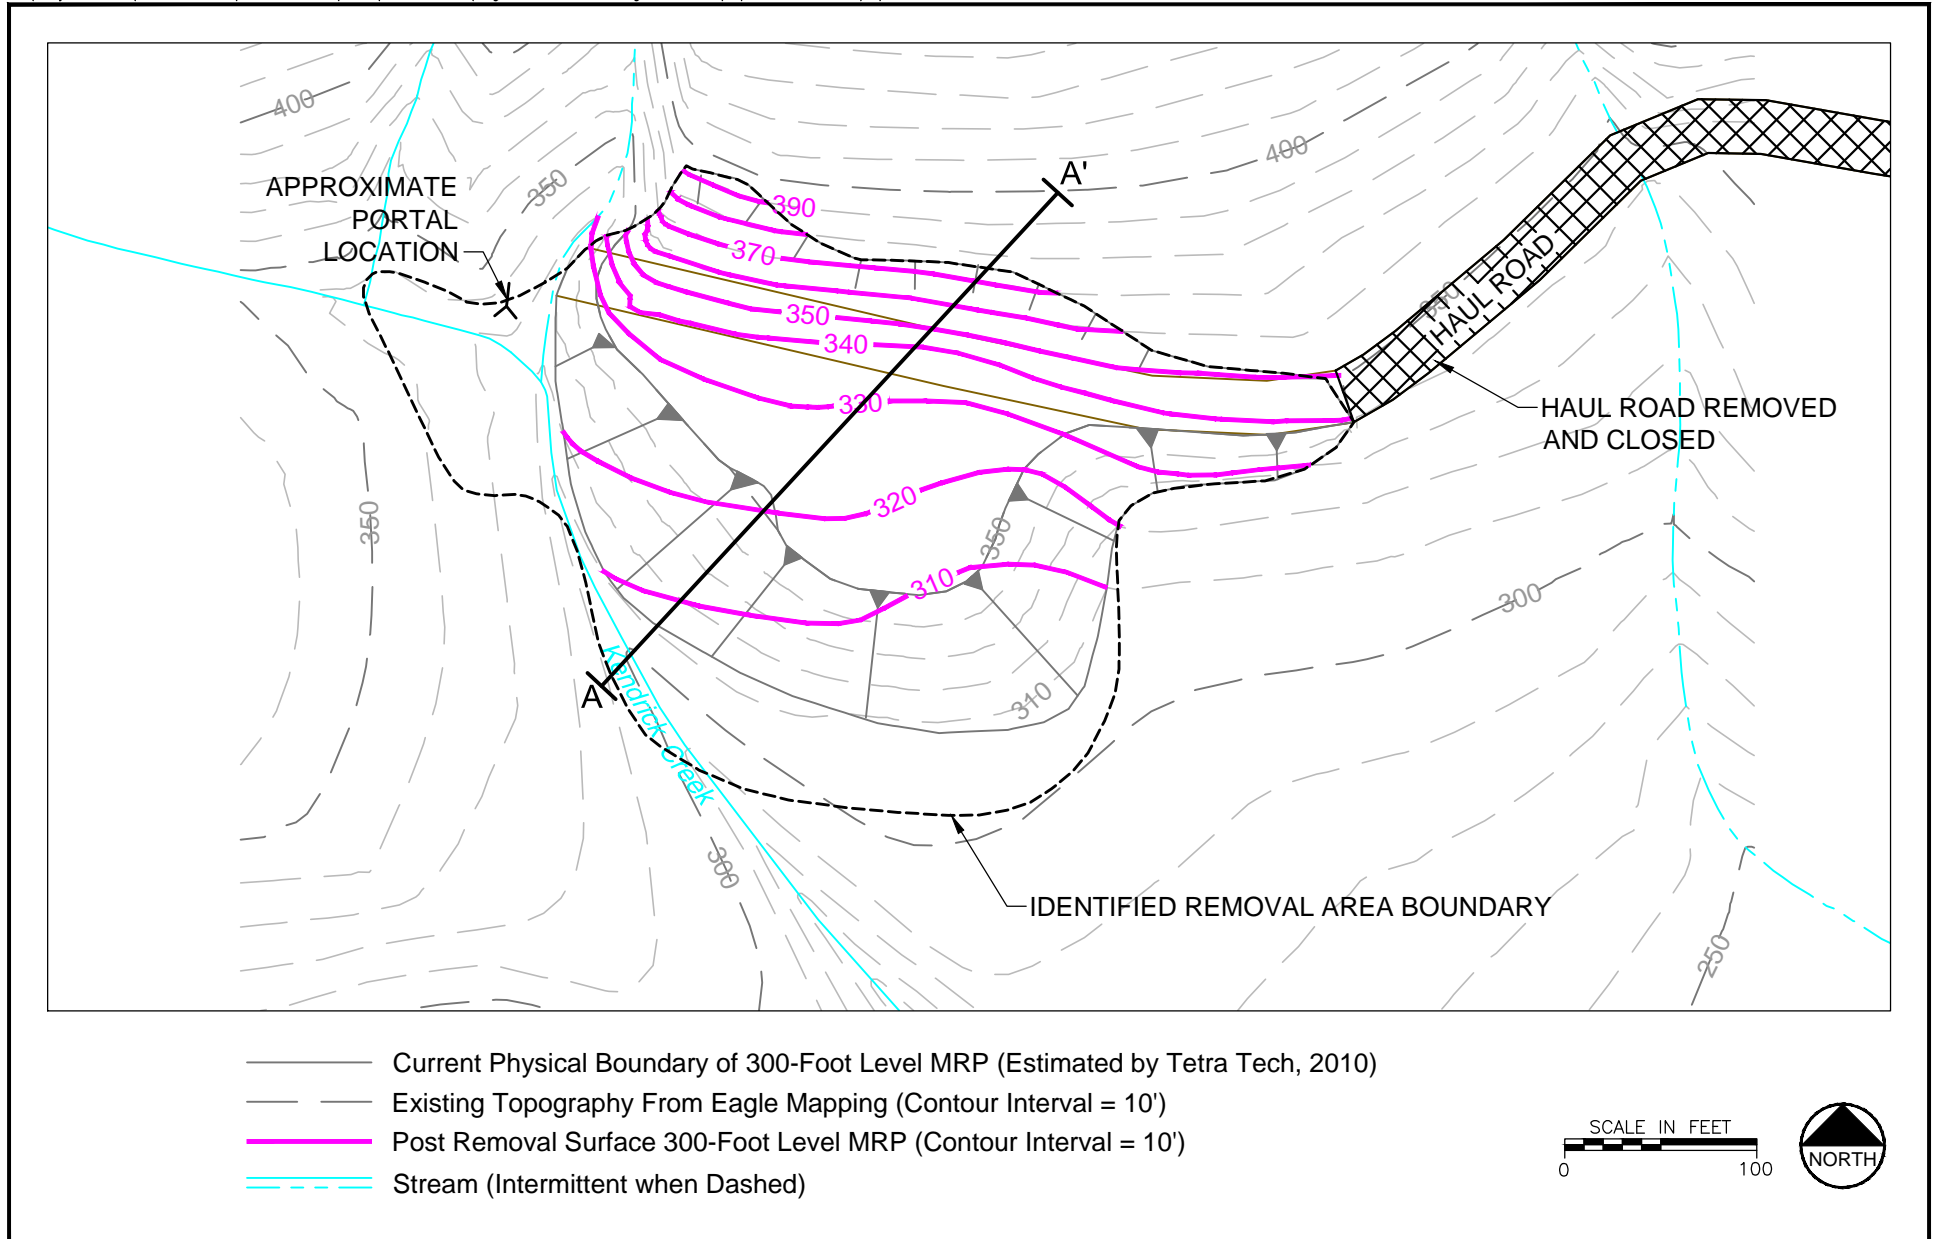 400
APPROXIMATE
PORTAL
LOCATION
350
390
370
350
340
330
320
310
A'
400
350
HAUL ROAD
HAUL ROAD REMOVED
AND CLOSED
350
350
310
300
A
Kendrick Creek
300
250
IDENTIFIED REMOVAL AREA BOUNDARY
Current Physical Boundary of 300-Foot Level MRP (Estimated by Tetra Tech, 2010)
Existing Topography From Eagle Mapping (Contour Interval = 10')
Post Removal Surface 300-Foot Level MRP (Contour Interval = 10')
Stream (Intermittent when Dashed)
SCALE IN FEET
0 100
NORTH